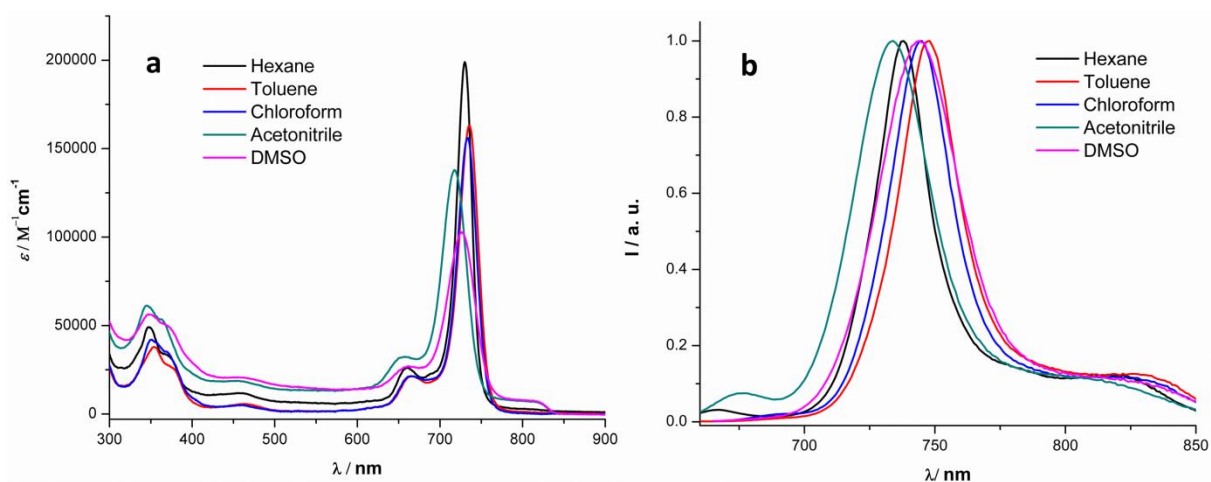 a
Hexane
Toluene
Chloroform
Acetonitrile
DMSO
ε / M⁻¹cm⁻¹
200000
150000
100000
50000
0
300 400 500 600 700 800 900
λ / nm
b
Hexane
Toluene
Chloroform
Acetonitrile
DMSO
I / a. u.
1.0
0.8
0.6
0.4
0.2
0.0
700 750 800 850
λ/ nm